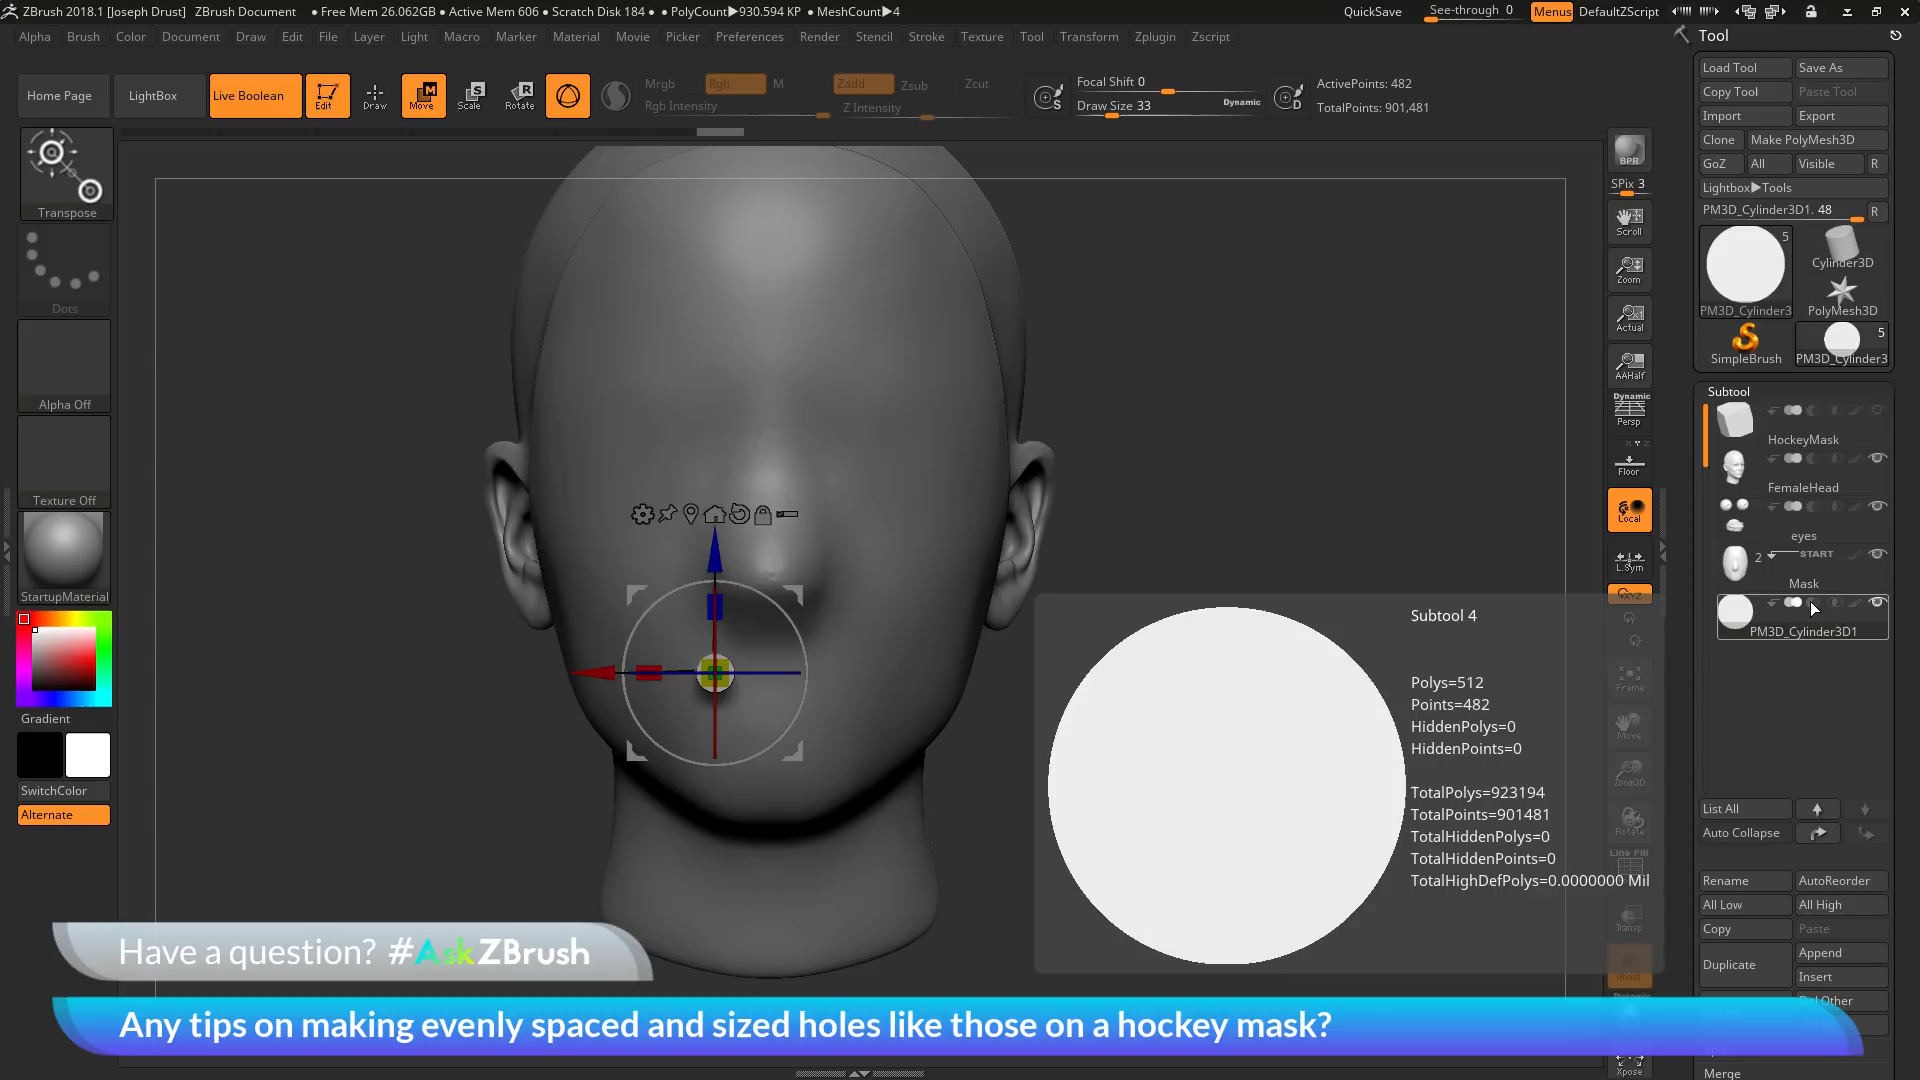 ZBrush 2018.1 [Joseph Drust] ZBrush Document • Free Mem 26.062GB • Active Mem 606 • Scratch Disk 184 • • PolyCount▶930.594 KP • MeshCount▶4 QuickSave See-through 0 Menus DefaultZScript
Alpha Brush Color Document Draw Edit File Layer Light Macro Marker Material Movie Picker Preferences Render Stencil Stroke Texture Tool Transform Zplugin Zscript
Tool
Load Tool Save As
Copy Tool Paste Tool
Import Export
Clone Make PolyMesh3D
GoZ All Visible R
Lightbox▶Tools
PM3D_Cylinder3D1. 48 R
5
Cylinder3D
PM3D_Cylinder3 PolyMesh3D
5
SimpleBrush PM3D_Cylinder3
Home Page LightBox Live Boolean Edit Draw Move Scale Rotate
Mrgb Rgb M Zadd Zsub Zcut
Rgb Intensity Z Intensity
S
Focal Shift 0
Draw Size 33 Dynamic
D
ActivePoints: 482
TotalPoints: 901,481
Transpose
Dots
Alpha Off
Texture Off
StartupMaterial
Gradient
SwitchColor
Alternate
BPR
SPix 3
Scroll
Zoom
Actual
AAHalf
Dynamic
Persp
Floor
Local
L.Sym
XYZ
Frame
Move
Zoom3D
Rotate
Line Fill
Transp
Ghost
Xpose
Subtool
HockeyMask
FemaleHead
eyes
2 START
Mask
PM3D_Cylinder3D1
Subtool 4
Polys=512
Points=482
HiddenPolys=0
HiddenPoints=0
TotalPolys=923194
TotalPoints=901481
TotalHiddenPolys=0
TotalHiddenPoints=0
TotalHighDefPolys=0.0000000 Mil
List All
Auto Collapse
Rename AutoReorder
All Low All High
Copy Paste
Duplicate Append
Insert
Del Other
Merge
Have a question? #AskZBrush
Any tips on making evenly spaced and sized holes like those on a hockey mask?